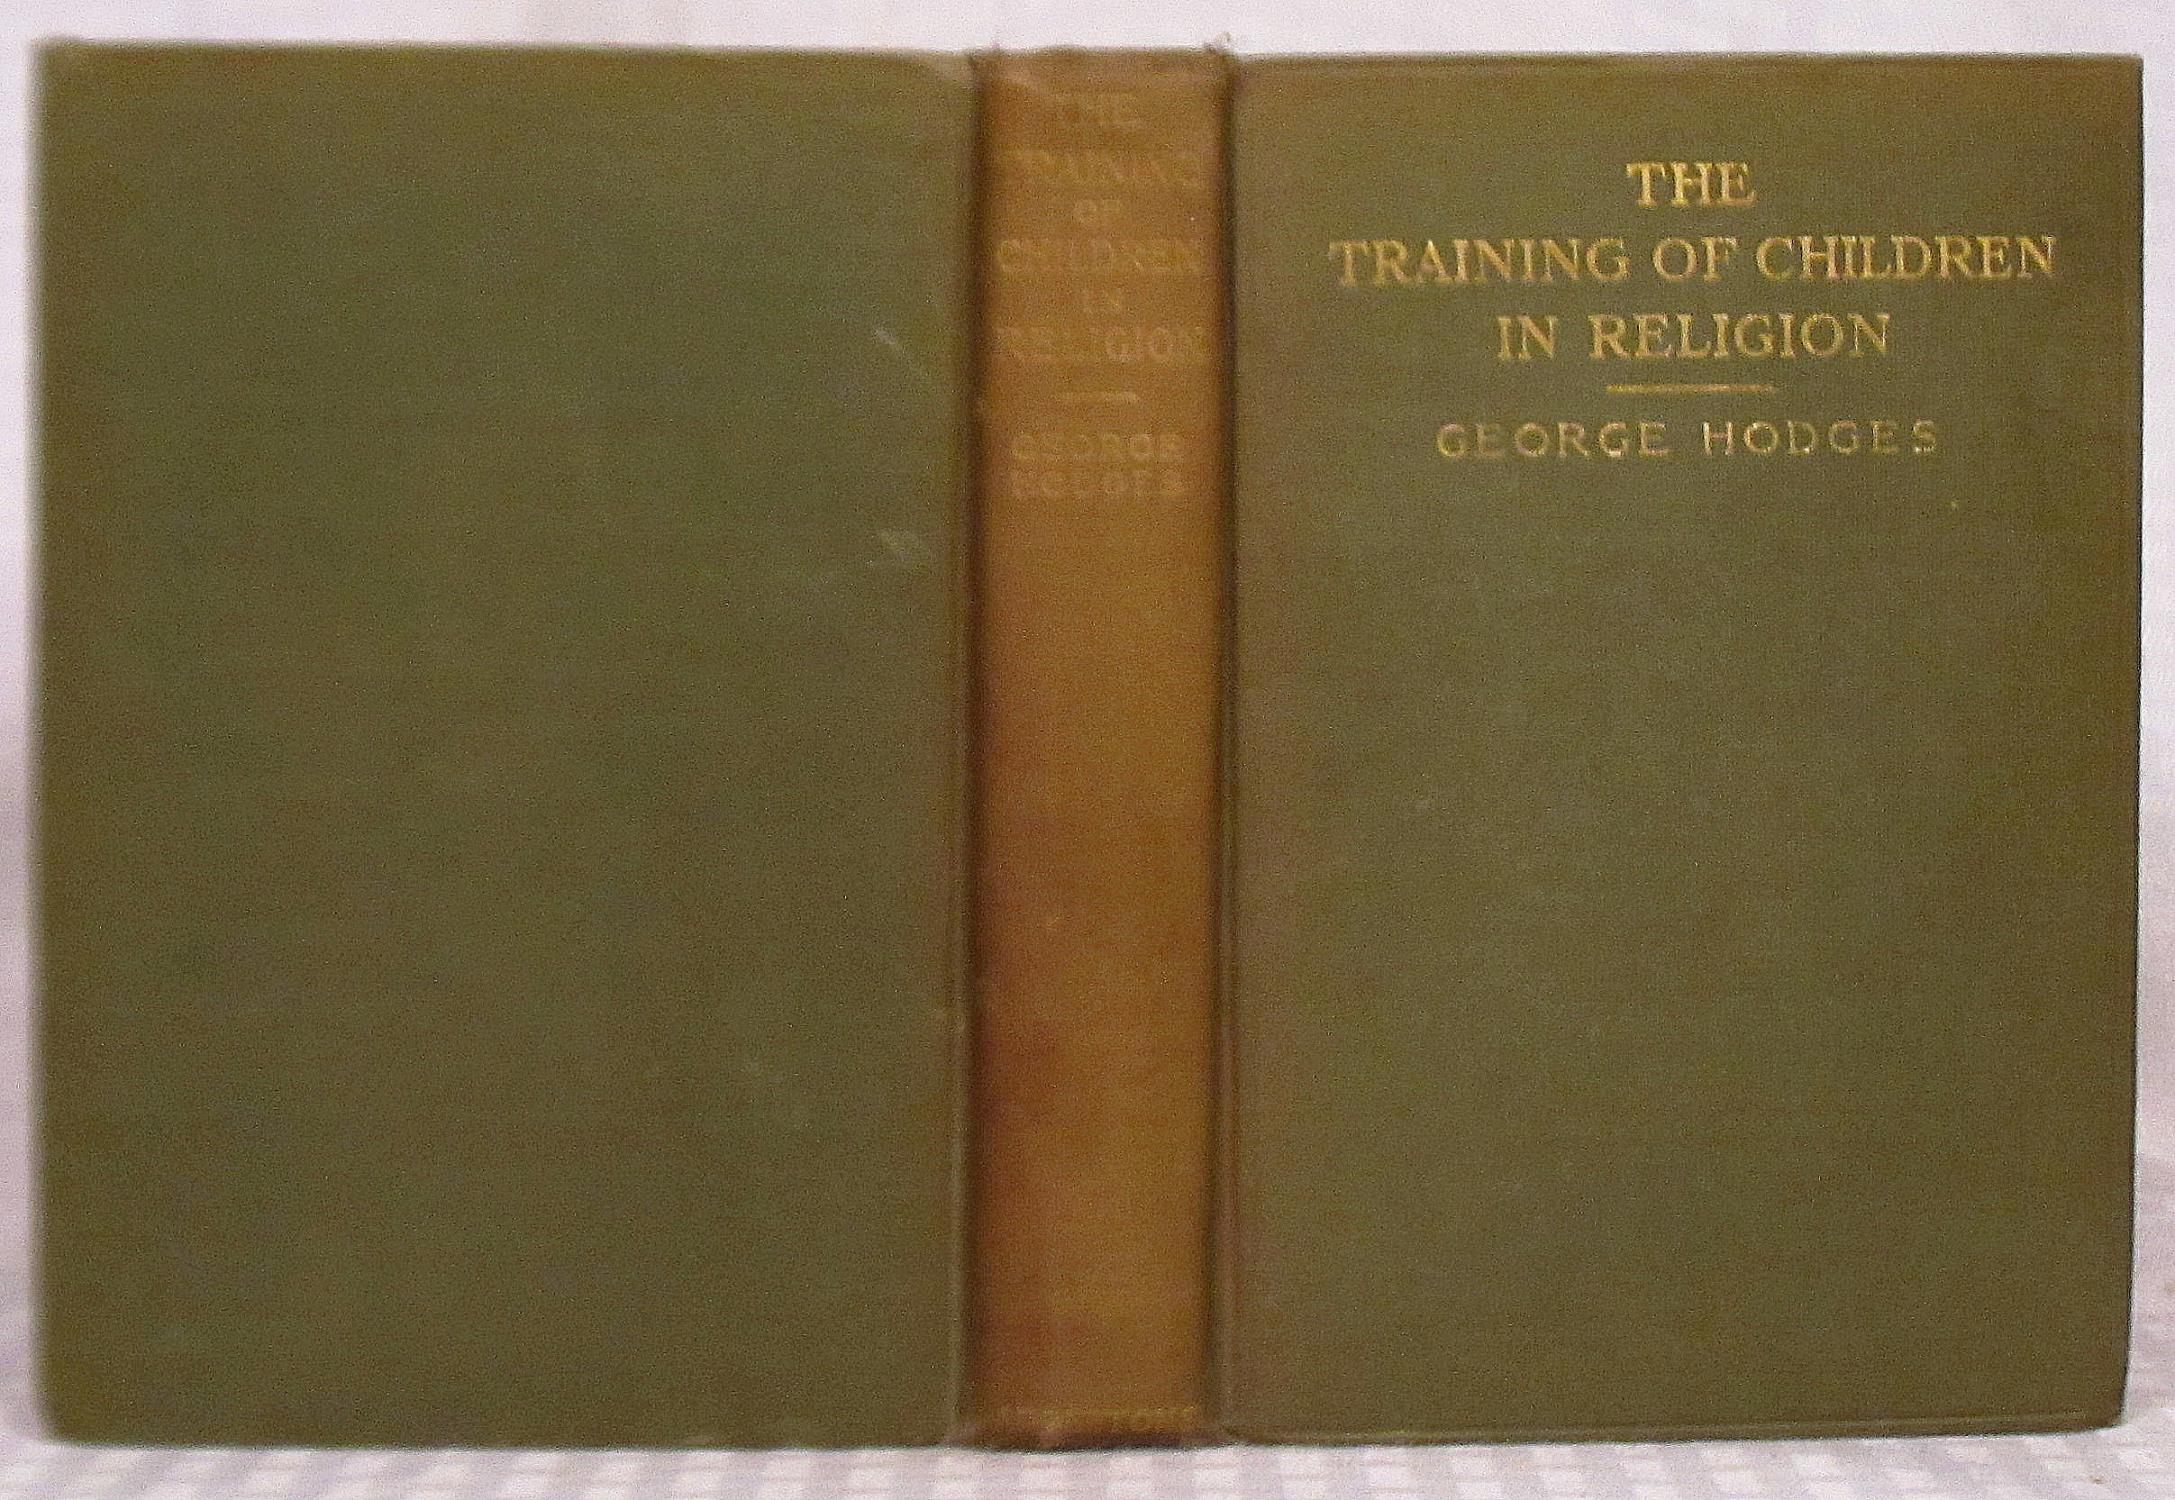 THE
TRAINING
OF
CHILDREN
IN
RELIGION
GEORGE
HODGES
THE
TRAINING OF CHILDREN
IN RELIGION
GEORGE HODGES